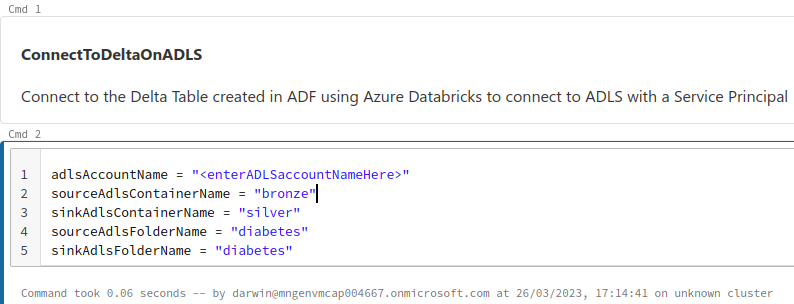 Cmd 1
ConnectToDeltaOnADLS
Connect to the Delta Table created in ADF using Azure Databricks to connect to ADLS with a Service Principal
Cmd 2
1 adlsAccountName = "<enterADLSaccountNameHere>"
2 sourceAdlsContainerName = "bronze"
3 sinkAdlsContainerName = "silver"
4 sourceAdlsFolderName = "diabetes"
5 sinkAdlsFolderName = "diabetes"
Command took 0.06 seconds -- by darwin@mngenvmcap004667.onmicrosoft.com at 26/03/2023, 17:14:41 on unknown cluster